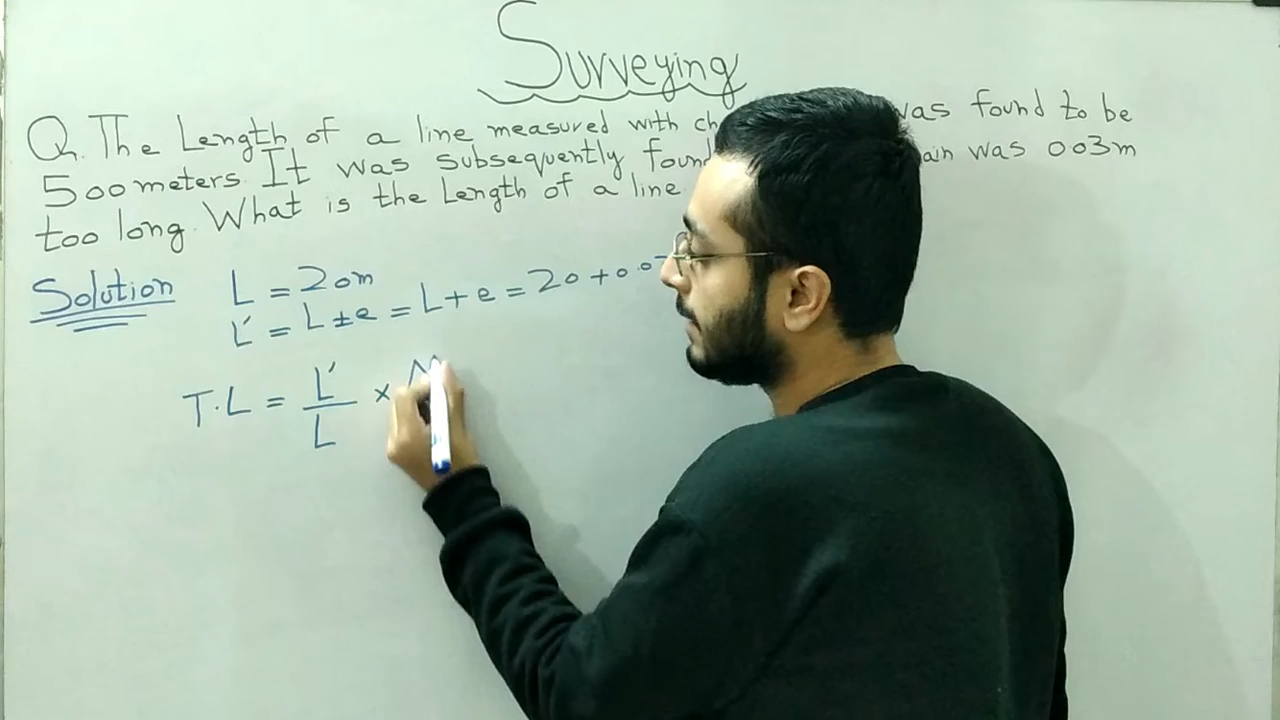 Surveying
Q. The Length of a line measured with ch was found to be
500 meters. It was subsequently found was 0.03m
too long. What is the Length of a line
Solution L = 20m
L' = L±e = L+e = 20+0.0
T.L = L'/L ×